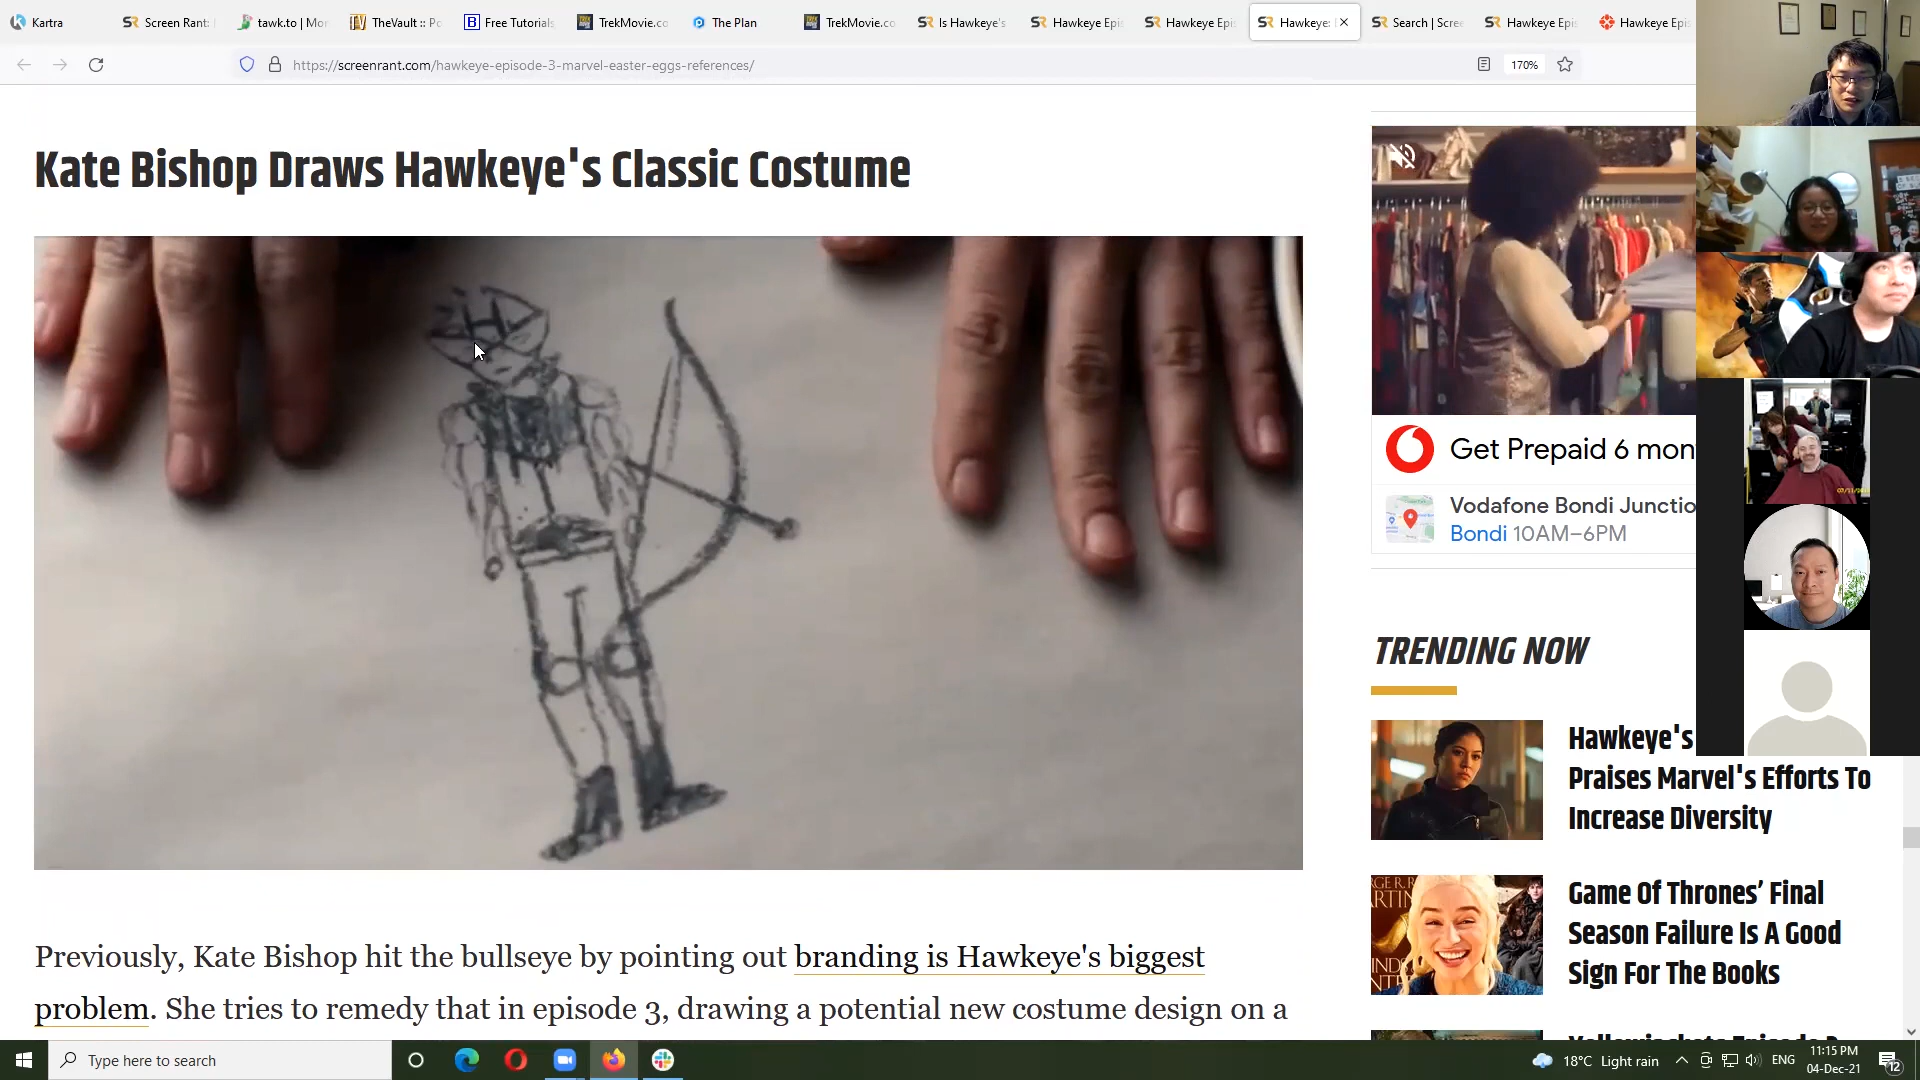 Kartra
Screen Rant:
tawk.to | Mo
TheVault :: Po
Free Tutorials
TrekMovie.co
The Plan
TrekMovie.co
Is Hawkeye's
Hawkeye Epi
Hawkeye Epi
Hawkeye:
Search | Scre
Hawkeye Epi
Hawkeye Epi
https://screenrant.com/hawkeye-episode-3-marvel-easter-eggs-references/
170%
Kate Bishop Draws Hawkeye's Classic Costume
H
Get Prepaid 6 mon
Vodafone Bondi Junctio
Bondi 10AM–6PM
TRENDING NOW
Hawkeye's
Praises Marvel's Efforts To
Increase Diversity
Game Of Thrones’ Final
Season Failure Is A Good
Sign For The Books
Previously, Kate Bishop hit the bullseye by pointing out branding is Hawkeye's biggest
problem. She tries to remedy that in episode 3, drawing a potential new costume design on a
Type here to search
18°C Light rain
ENG
11:15 PM
04-Dec-21
12